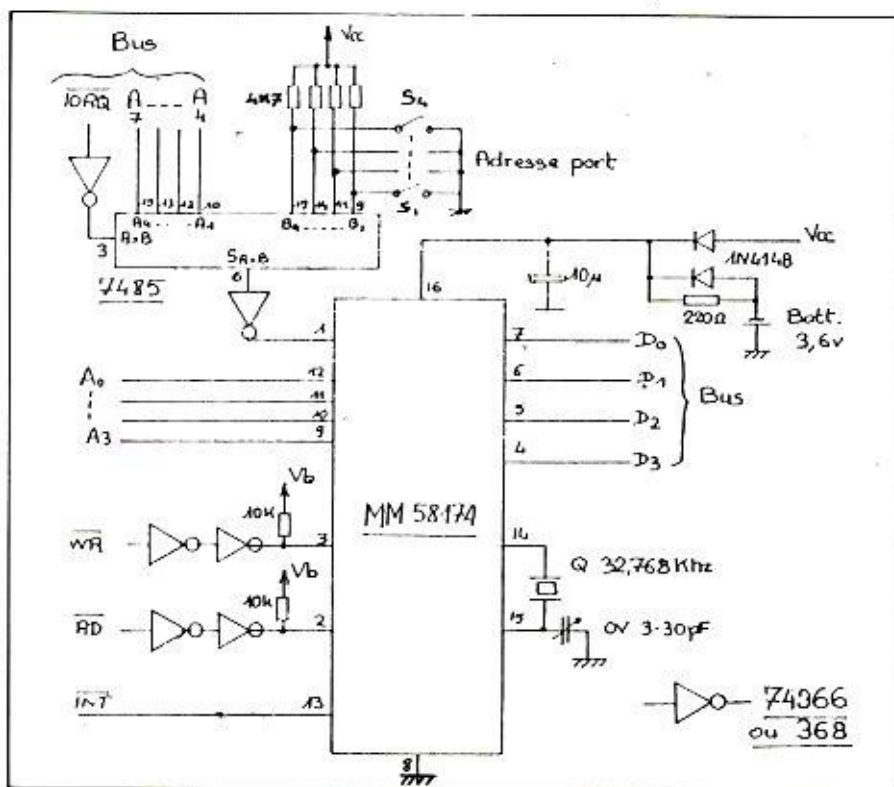 Bus
Vcc
IORQ A ---- A
7 4
4K7
S4
Adresse port
S1
15 13 12 10
A4 ---- A1
15 14 11 9
B4 ---- B1
A=B
3
SA=B
6
7485
16
10µ
Vcc
1N4148
220Ω
Batt.
3,6v
1
7 D0
A0 12
11
10
A3 9
6 D1
5 D2
4 D3
Bus
Vb
10k
WR
3
Vb
10k
RD
2
MM 58174
14
Q 32,768Khz
15
CV 3-30pF
INT
13
8
74366
ou 368